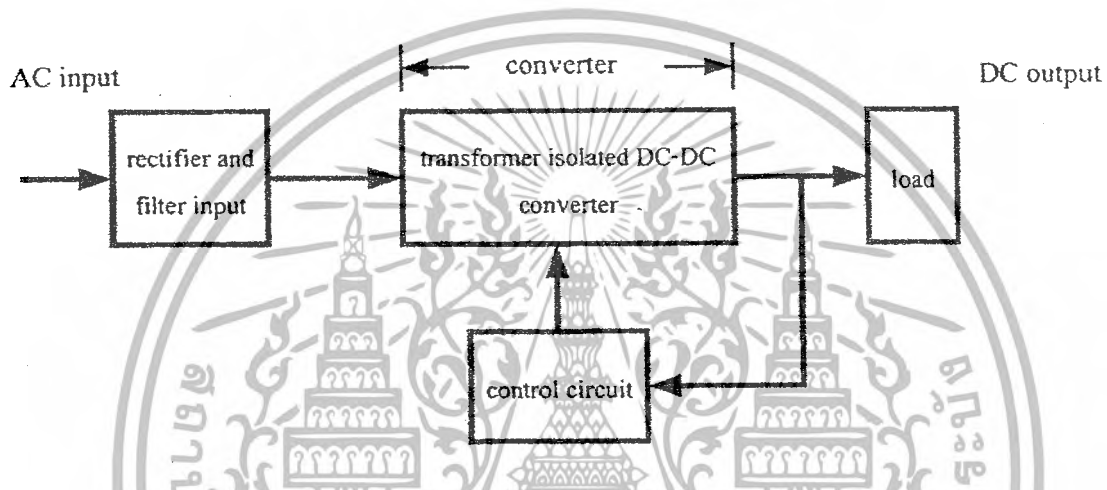 converter
AC input
DC output
rectifier and
filter input
transformer isolated DC-DC
converter
load
control circuit